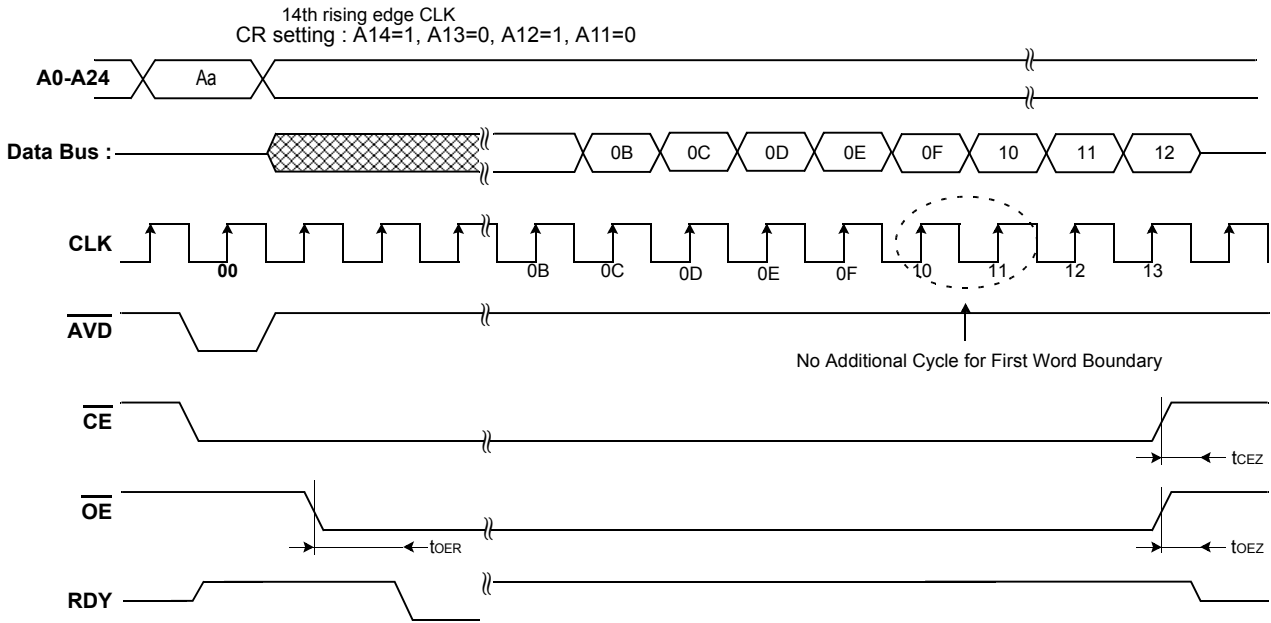 14th rising edge CLK
CR setting : A14=1, A13=0, A12=1, A11=0
A0-A24
Aa
Data Bus :
0B 0C 0D 0E 0F 10 11 12
CLK
00 0B 0C 0D 0E 0F 10 11 12 13
AVD
No Additional Cycle for First Word Boundary
CE
tCEZ
OE
tOER
tOEZ
RDY